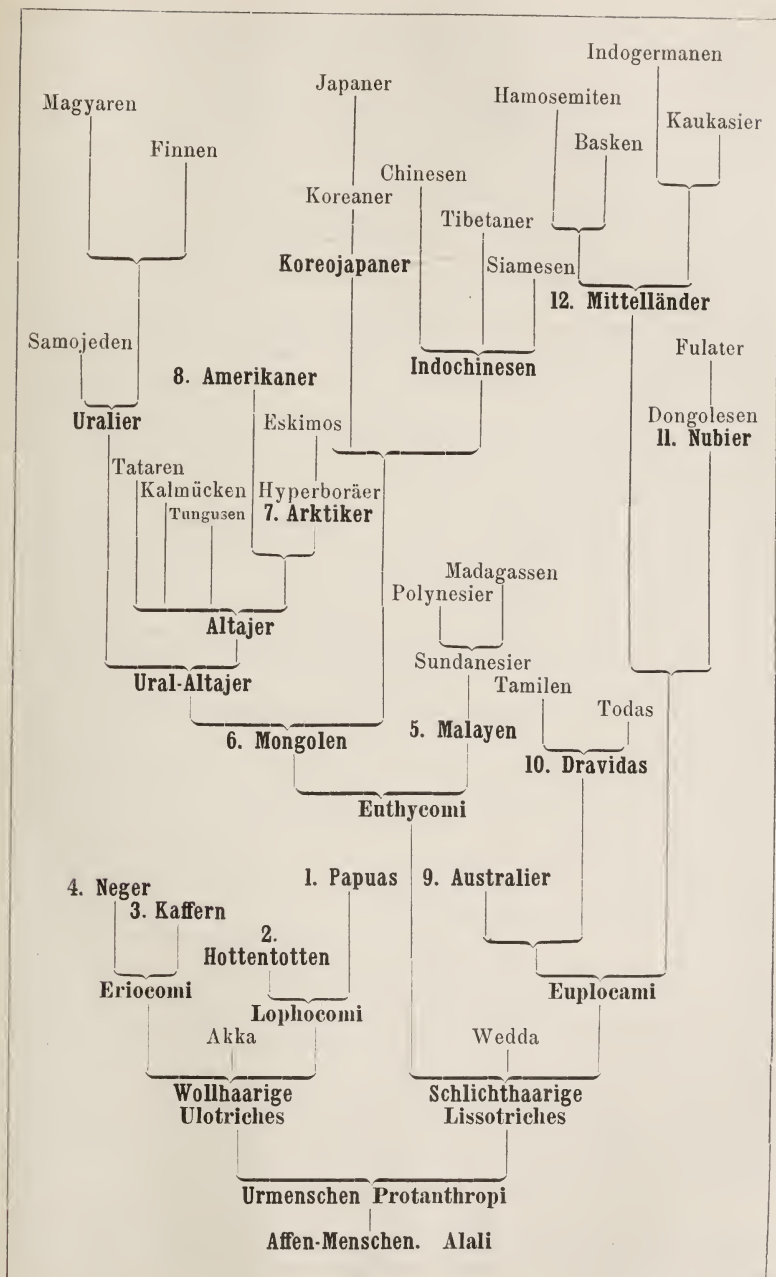 Indogermanen
Japaner
Hamosemiten
Magyaren
Kaukasier
Basken
Finnen
Chinesen
Koreaner
Tibetaner
Koreojapaner
Siamesen
12. Mittelländer
Samojeden
Fulater
Indochinesen
8. Amerikaner
Dongolesen
Uralier
Eskimos
11. Nubier
Tataren
Kalmücken
Hyperboräer
Tungusen
7. Arktiker
Madagassen
Polynesier
Altajer
Sundanesier
Ural-Altajer
Tamilen
Todas
5. Malayen
6. Mongolen
10. Dravidas
Euthycomi
1. Papuas
9. Australier
4. Neger
3. Kaffern
2.
Hottentotten
Eriocomi
Euplocami
Lophocomi
Akka
Wedda
Wollhaarige
Schlichthaarige
Ulotriches
Lissotriches
Urmenschen Protanthropi
Affen-Menschen. Alali